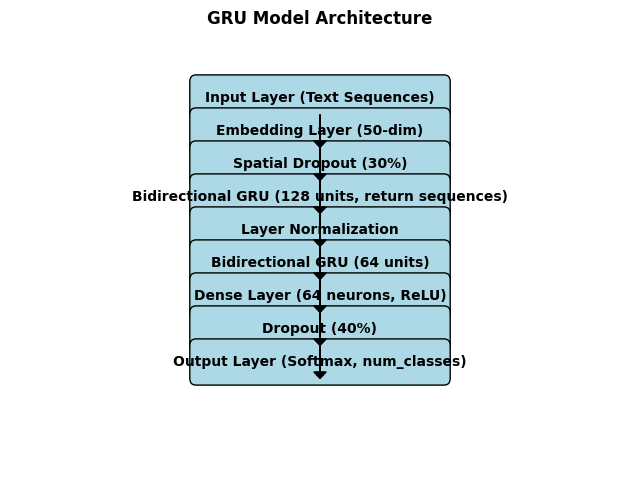 GRU Model Architecture
Input Layer (Text Sequences)
Embedding Layer (50-dim)
Spatial Dropout (30%)
Bidirectional GRU (128 units, return sequences)
Layer Normalization
Bidirectional GRU (64 units)
Dense Layer (64 neurons, ReLU)
Dropout (40%)
Output Layer (Softmax, num_classes)